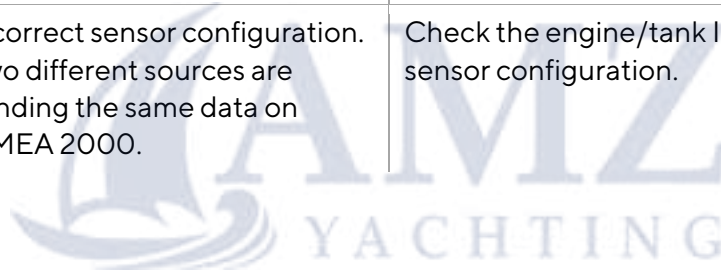 correct sensor configuration.
different sources are
nding the same data on
MEA 2000.
Check the engine/tank
sensor configuration.
AMZ
YACHTING